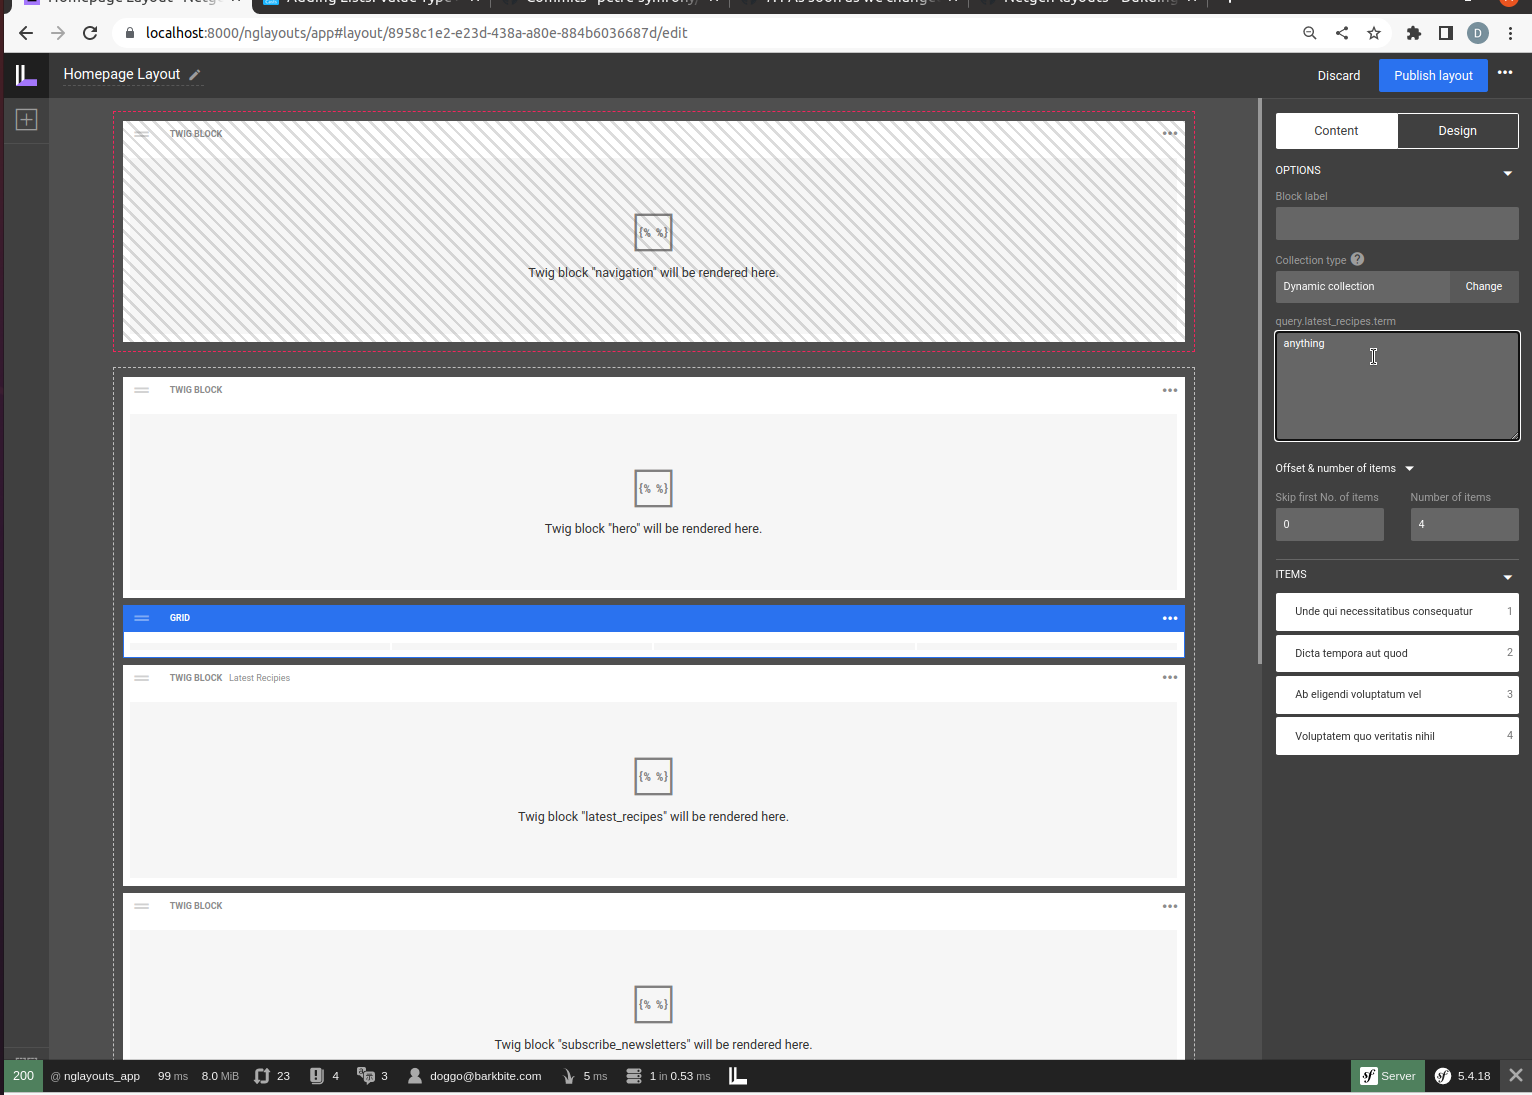 Homepage Layout - Netg
localhost:8000/nglayouts/app#layout/8958c1e2-e23d-438a-a80e-884b6036687d/edit
D
Homepage Layout
Discard
Publish layout
TWIG BLOCK
{% %}
Twig block "navigation" will be rendered here.
TWIG BLOCK
{% %}
Twig block "hero" will be rendered here.
GRID
TWIG BLOCK Latest Recipies
{% %}
Twig block "latest_recipes" will be rendered here.
TWIG BLOCK
{% %}
Twig block "subscribe_newsletters" will be rendered here.
Content
Design
OPTIONS
Block label
Collection type ?
Dynamic collection
Change
query.latest_recipes.term
anything
Offset & number of items
Skip first No. of items
Number of items
0
4
ITEMS
Unde qui necessitatibus consequatur 1
Dicta tempora aut quod 2
Ab eligendi voluptatum vel 3
Voluptatem quo veritatis nihil 4
200 @ nglayouts_app 99 ms 8.0 MiB 23 4 3 doggo@barkbite.com 5 ms 1 in 0.53 ms sf Server sf 5.4.18